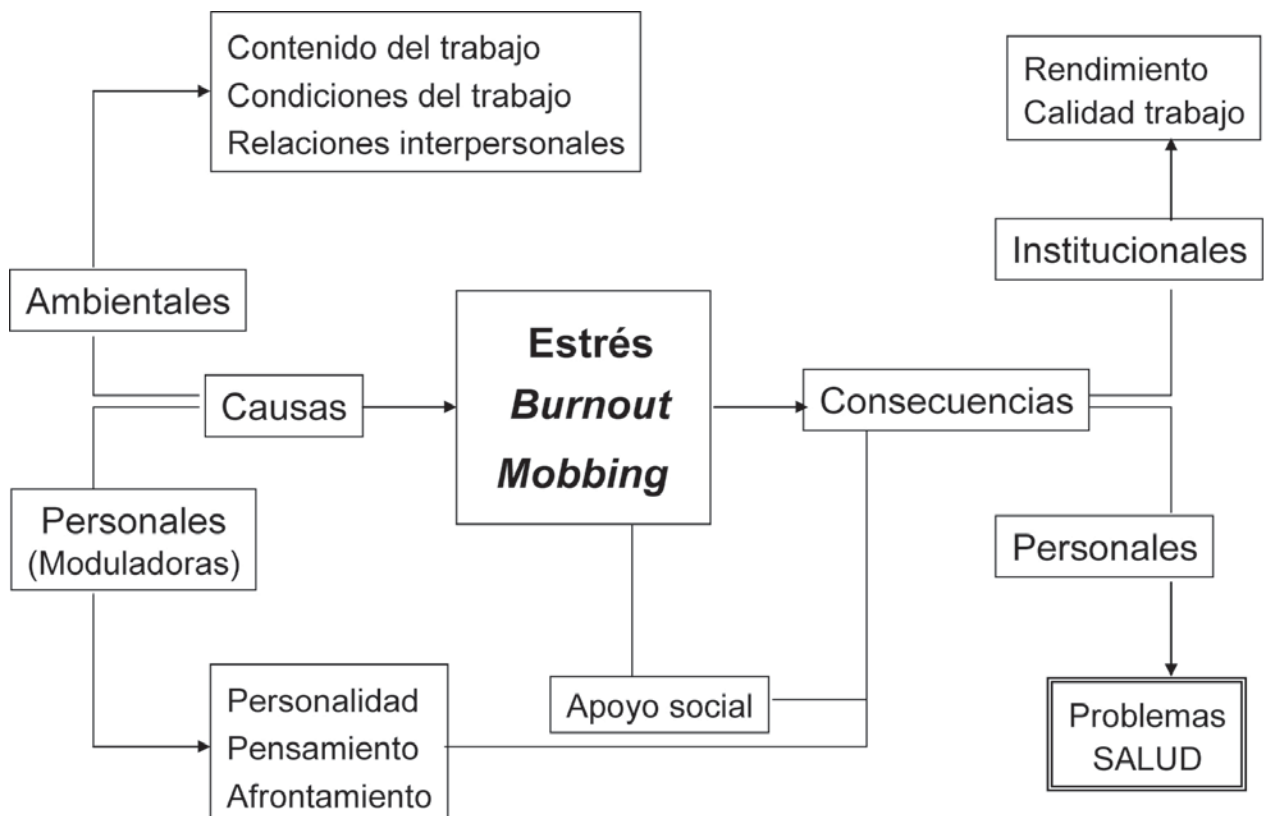 Contenido del trabajo
Condiciones del trabajo
Relaciones interpersonales
Rendimiento
Calidad trabajo
Ambientales
Institucionales
Causas
Estrés
Burnout
Mobbing
Consecuencias
Personales
(Moduladoras)
Personales
Personalidad
Pensamiento
Afrontamiento
Apoyo social
Problemas
SALUD